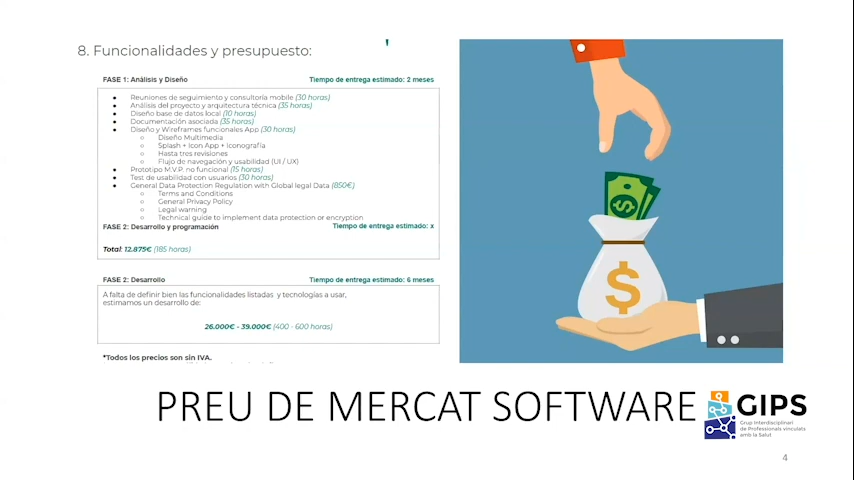 8. Funcionalidades y presupuesto:
FASE 1: Análisis y Diseño
Tiempo de entrega estimado: 2 meses
● Reuniones de seguimiento y consultoría mobile (30 horas)
● Análisis del proyecto y arquitectura técnica (35 horas)
● Diseño base de datos local (10 horas)
● Documentación asociada (35 horas)
● Diseño y Wireframes funcionales App (30 horas)
○ Diseño Multimedia
○ Splash + Icon App + Iconografía
○ Hasta tres revisiones
○ Flujo de navegación y usabilidad (UI / UX)
● Prototipo M.V.P. no funcional (15 horas)
● Test de usabilidad con usuarios (30 horas)
● General Data Protection Regulation with Global legal Data (850€)
○ Terms and Conditions
○ General Privacy Policy
○ Legal warning
○ Technical guide to implement data protection or encryption
FASE 2: Desarrollo y programación
Tiempo de entrega estimado: x
Total: 12.875€ (185 horas)
FASE 2: Desarrollo
Tiempo de entrega estimado: 6 meses
A falta de definir bien las funcionalidades listadas y tecnologías a usar,
estimamos un desarrollo de:
26.000€ - 39.000€ (400 - 600 horas)
*Todos los precios son sin IVA.
$
$
PREU DE MERCAT SOFTWARE
GIPS
Grup Interdisciplinari
de Professionals vinculats
amb la Salut
4